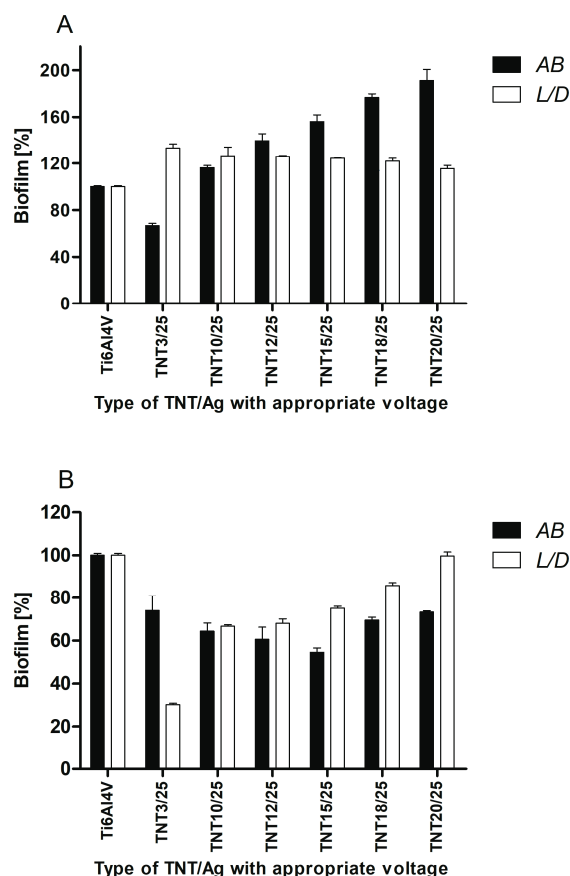 A
AB
L/D
Biofilm [%]
200
160
120
80
40
0
Ti6Al4V
TNT3/25
TNT10/25
TNT12/25
TNT15/25
TNT18/25
TNT20/25
Type of TNT/Ag with appropriate voltage
B
AB
L/D
Biofilm [%]
120
100
80
60
40
20
0
Ti6Al4V
TNT3/25
TNT10/25
TNT12/25
TNT15/25
TNT18/25
TNT20/25
Type of TNT/Ag with appropriate voltage